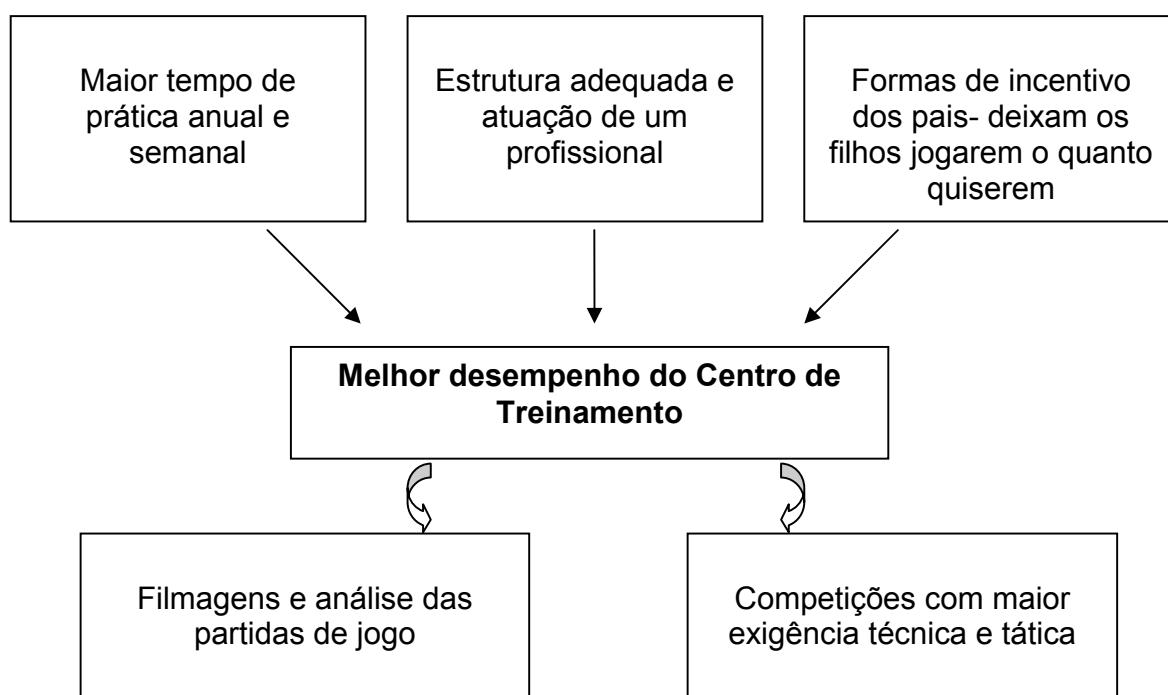 Maior tempo de
prática anual e
semanal
Estrutura adequada e
atuação de um
profissional
Formas de incentivo
dos pais- deixam os
filhos jogarem o quanto
quiserem
Melhor desempenho do Centro de
Treinamento
Filmagens e análise das
partidas de jogo
Competições com maior
exigência técnica e tática